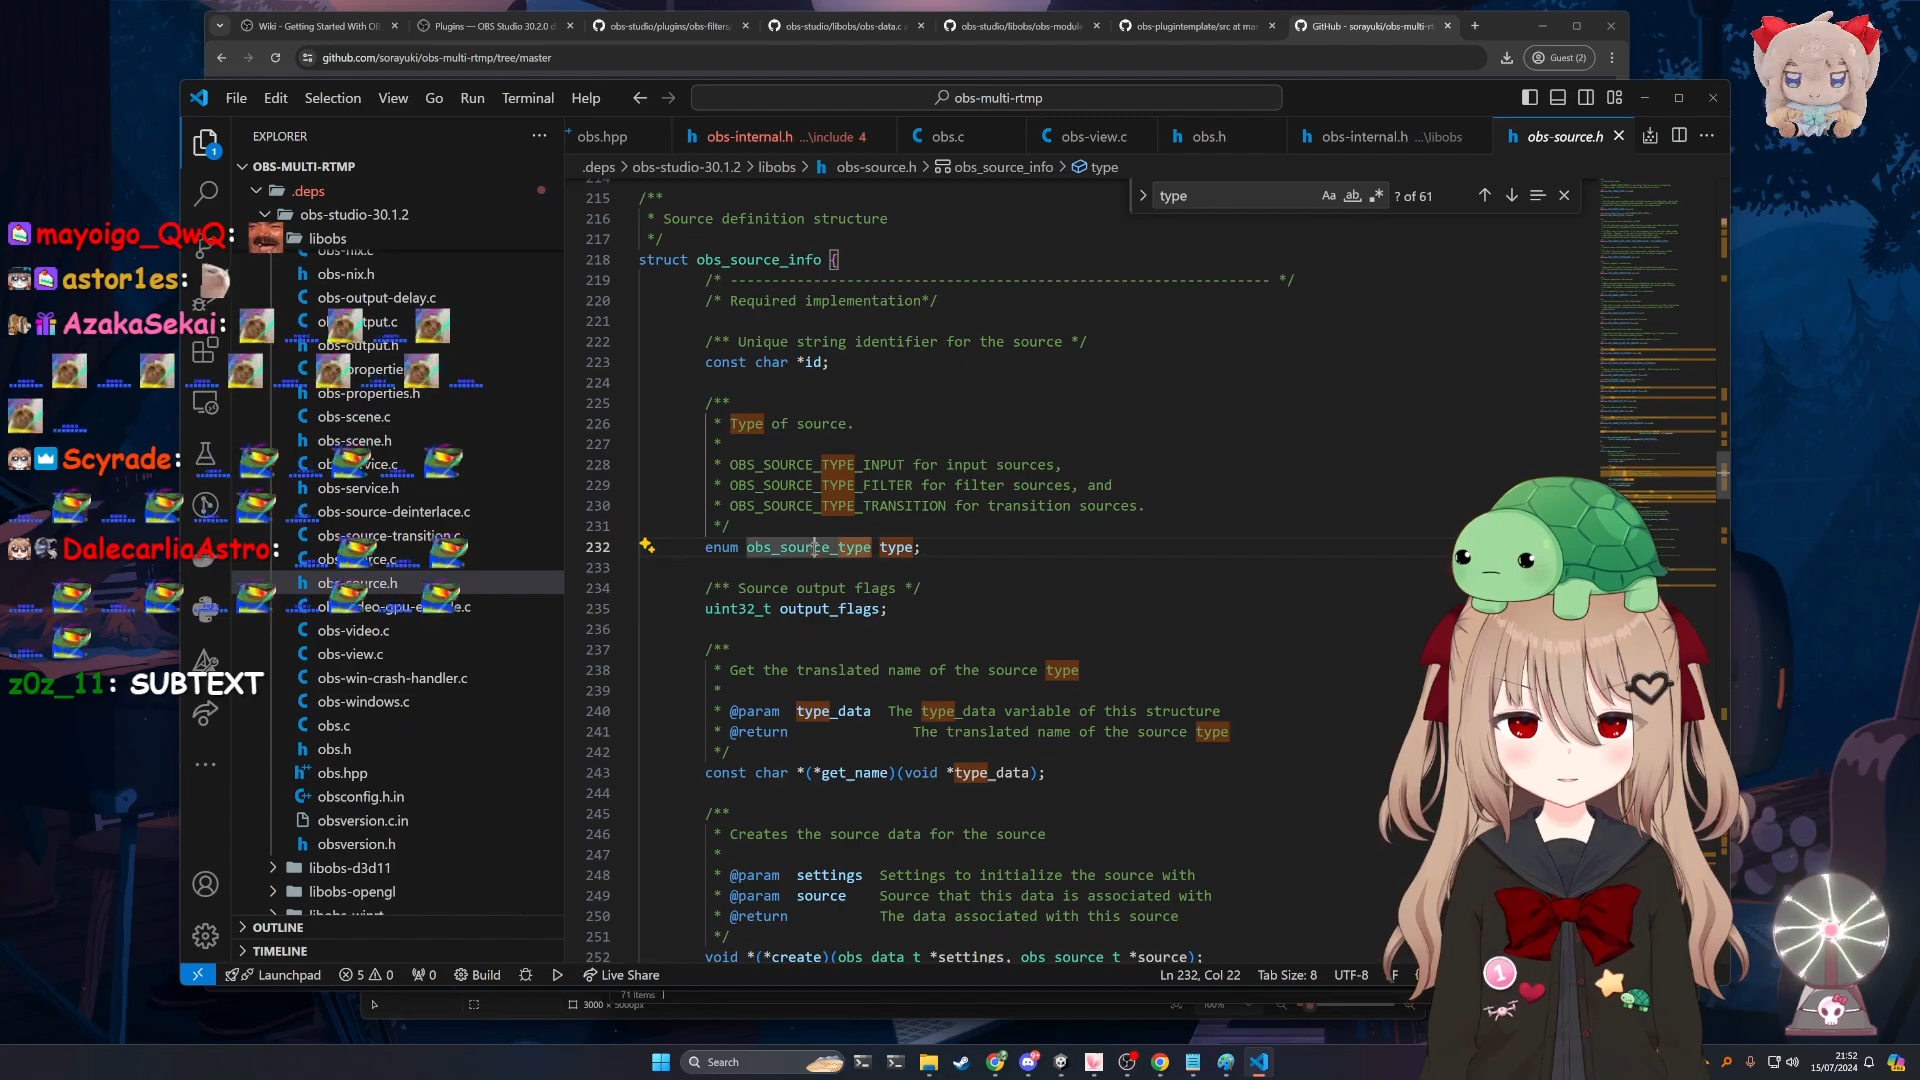 Wiki - Getting Started With OB
Plugins — OBS Studio 30.2.0 d
obs-studio/plugins/obs-filters/
obs-studio/libobs/obs-data.c a
obs-studio/libobs/obs-module
obs-plugintemplate/src at mas
GitHub - sorayuki/obs-multi-rt
github.com/sorayuki/obs-multi-rtmp/tree/master
Guest (2)
File Edit Selection View Go Run Terminal Help
obs-multi-rtmp
EXPLORER
obs.hpp
obs-internal.h ...\include 4
obs.c
obs-view.c
obs.h
obs-internal.h ...\libobs
obs-source.h
OBS-MULTI-RTMP
.deps > obs-studio-30.1.2 > libobs > obs-source.h > obs_source_info > type
.deps
obs-studio-30.1.2
libobs
type
Aa ab
? of 61
obs-nix.h
obs-output-delay.c
obs-properties.h
obs-scene.c
obs-scene.h
obs-service.h
obs-source-deinterlace.c
obs-source-transition.c
obs-source.h
obs-video.c
obs-view.c
obs-win-crash-handler.c
obs-windows.c
obs.c
obs.h
obs.hpp
obsconfig.h.in
obsversion.c.in
obsversion.h
libobs-d3d11
libobs-opengl
OUTLINE
TIMELINE
mayoigo_QwQ:
astor1es:
AzakaSekai:
Scyrade:
DalecarliaAstro:
z0z_11: SUBTEXT
215 /**
216 * Source definition structure
217 */
218 struct obs_source_info {
219 /* ------------------------------------------------------------------ */
220 /* Required implementation*/
221
222 /** Unique string identifier for the source */
223 const char *id;
224
225 /**
226 * Type of source.
227 *
228 * OBS_SOURCE_TYPE_INPUT for input sources,
229 * OBS_SOURCE_TYPE_FILTER for filter sources, and
230 * OBS_SOURCE_TYPE_TRANSITION for transition sources.
231 */
232 enum obs_source_type type;
233
234 /** Source output flags */
235 uint32_t output_flags;
236
237 /**
238 * Get the translated name of the source type
239 *
240 * @param type_data The type_data variable of this structure
241 * @return The translated name of the source type
242 */
243 const char *(*get_name)(void *type_data);
244
245 /**
246 * Creates the source data for the source
247 *
248 * @param settings Settings to initialize the source with
249 * @param source Source that this data is associated with
250 * @return The data associated with this source
251 */
252 void *(*create)(obs_data_t *settings, obs_source_t *source);
Launchpad 5 0 0 Build Live Share
Ln 232, Col 22 Tab Size: 8 UTF-8
71 items
3000 × 3000px
100%
Search
21:52
15/07/2024
1